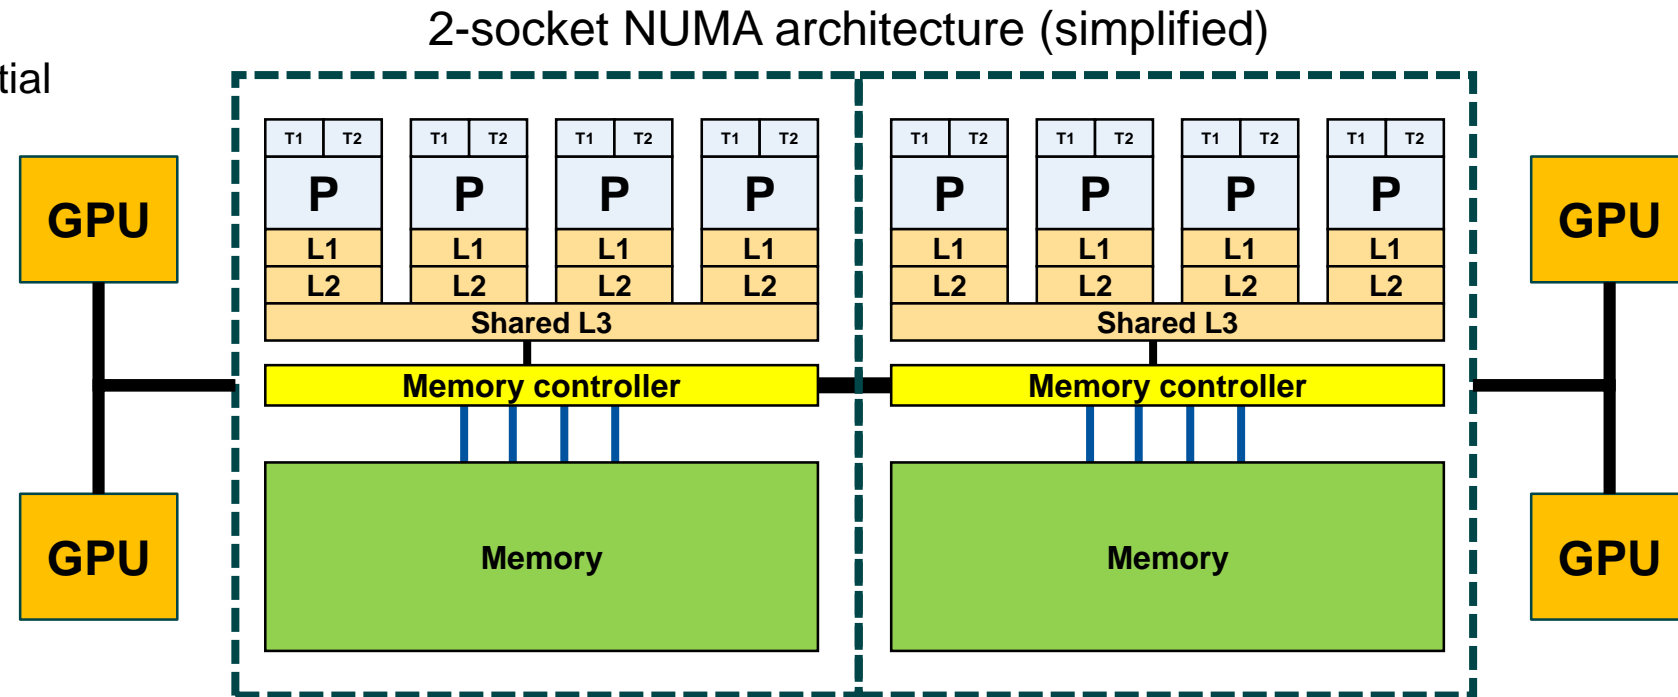 2-socket NUMA architecture (simplified)
tial
T1 T2 T1 T2 T1 T2 T1 T2 T1 T2 T1 T2 T1 T2 T1 T2
GPU P P P P P P P P GPU
L1 L1 L1 L1 L1 L1 L1 L1
L2 L2 L2 L2 L2 L2 L2 L2
Shared L3 Shared L3
Memory controller Memory controller
GPU Memory Memory GPU